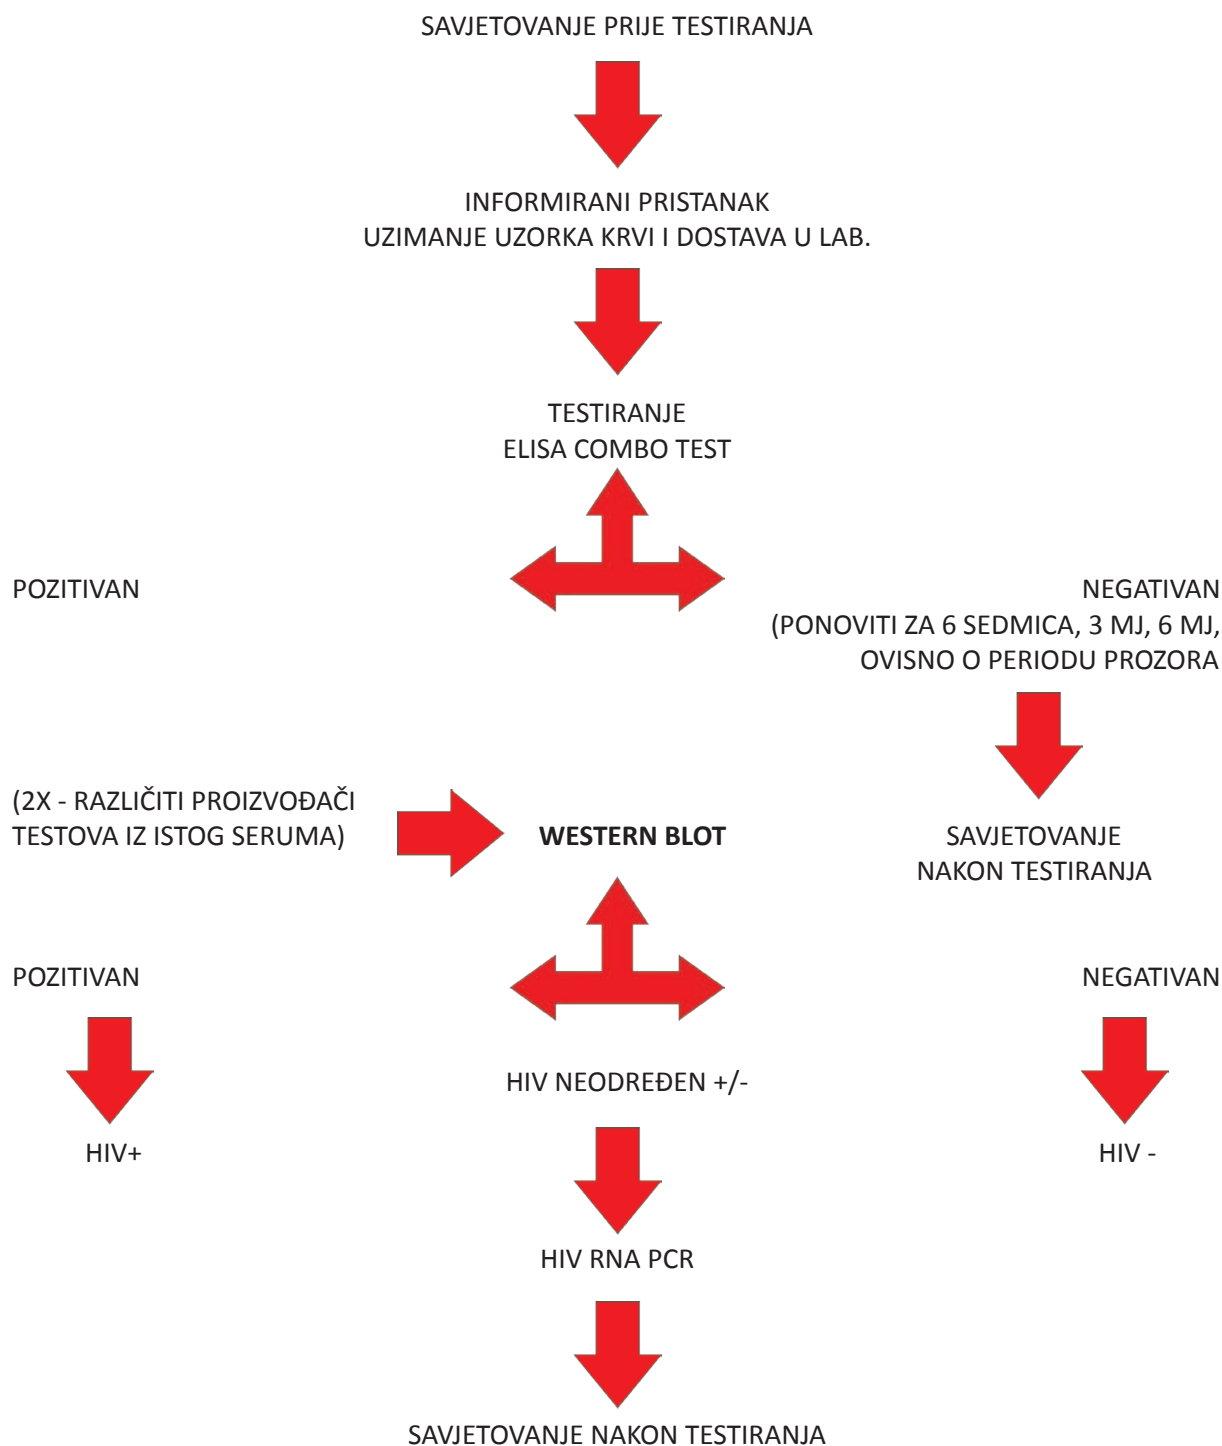 SAVJETOVANJE PRIJE TESTIRANJA
INFORMIRANI PRISTANAK
UZIMANJE UZORKA KRVI I DOSTAVA U LAB.
TESTIRANJE
ELISA COMBO TEST
POZITIVAN
NEGATIVAN
(PONOVITI ZA 6 SEDMICA, 3 MJ, 6 MJ,
OVISNO O PERIODU PROZORA
(2X - RAZLIČITI PROIZVOĐAČI
TESTOVA IZ ISTOG SERUMA)
WESTERN BLOT
SAVJETOVANJE
NAKON TESTIRANJA
POZITIVAN
NEGATIVAN
HIV NEODREĐEN +/-
HIV+
HIV -
HIV RNA PCR
SAVJETOVANJE NAKON TESTIRANJA